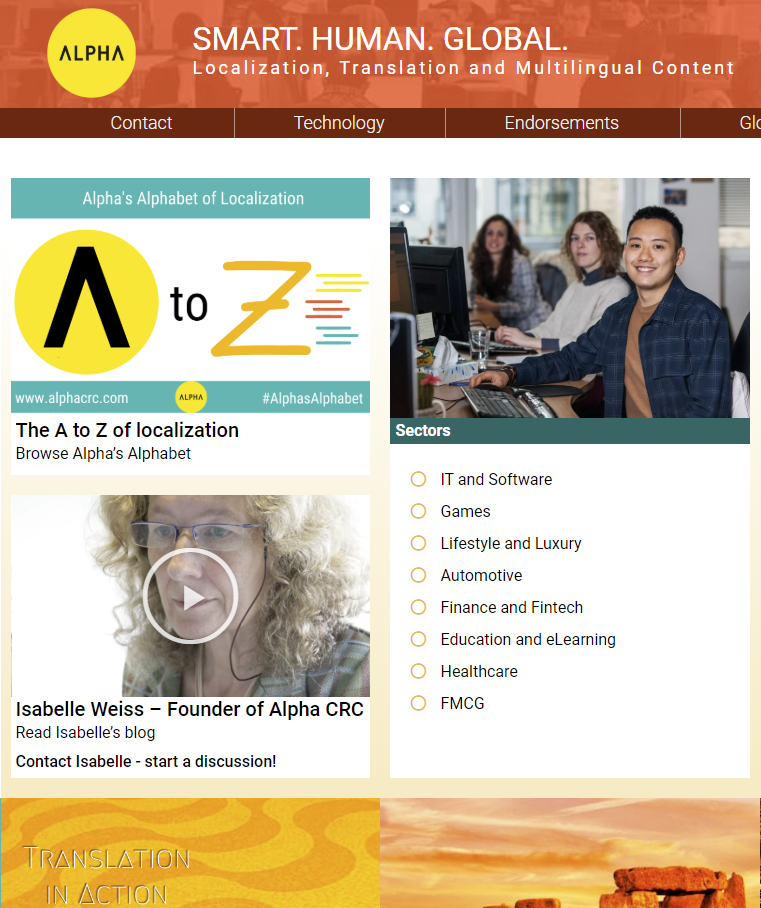 ALPHA
SMART. HUMAN. GLOBAL.
Localization, Translation and Multilingual Content
Contact
Technology
Endorsements
Alpha's Alphabet of Localization
A to Z
www.alphacrc.com
ALPHA
#AlphasAlphabet
The A to Z of localization
Browse Alpha's Alphabet
Isabelle Weiss – Founder of Alpha CRC
Read Isabelle's blog
Contact Isabelle - start a discussion!
Sectors
IT and Software
Games
Lifestyle and Luxury
Automotive
Finance and Fintech
Education and eLearning
Healthcare
FMCG
TRANSLATION
IN ACTION